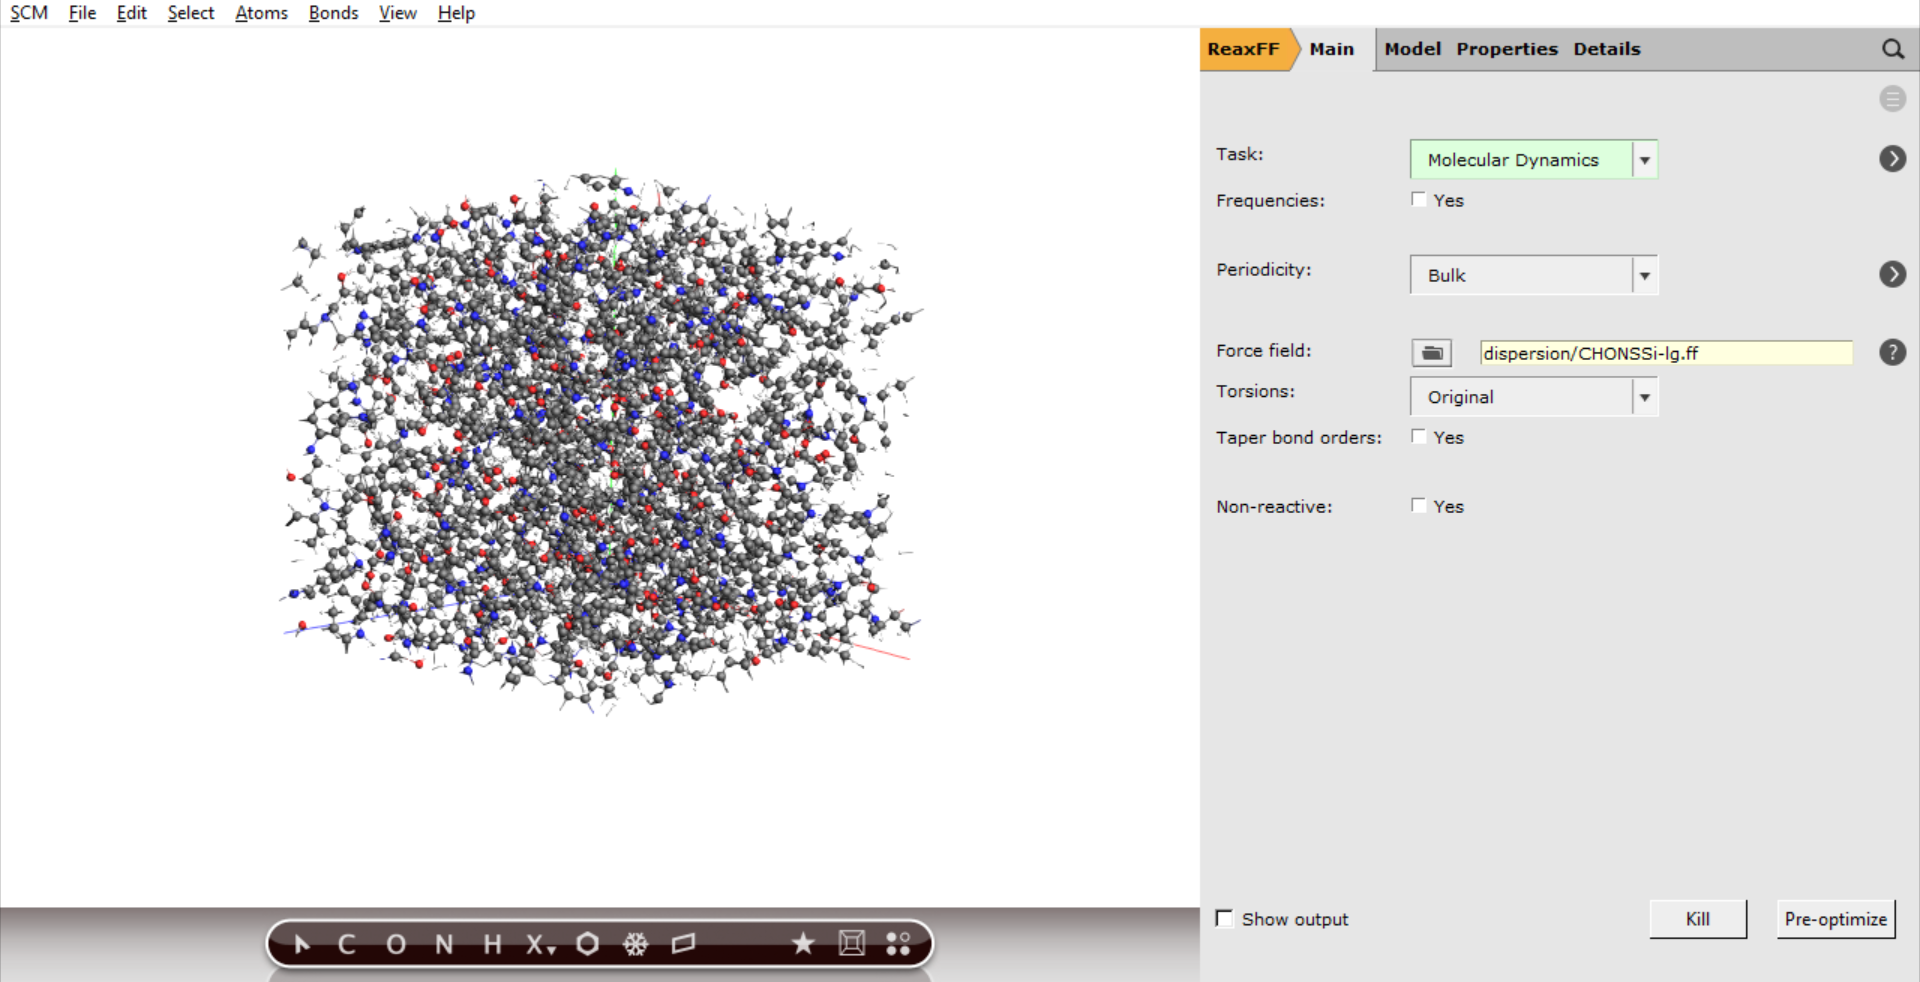 SCM File Edit Select Atoms Bonds View Help
ReaxFF Main Model Properties Details
Task: Molecular Dynamics
Frequencies: Yes
Periodicity: Bulk
Force field: dispersion/CHONSSi-lg.ff ?
Torsions: Original
Taper bond orders: Yes
Non-reactive: Yes
Show output Kill Pre-optimize
C O N H X